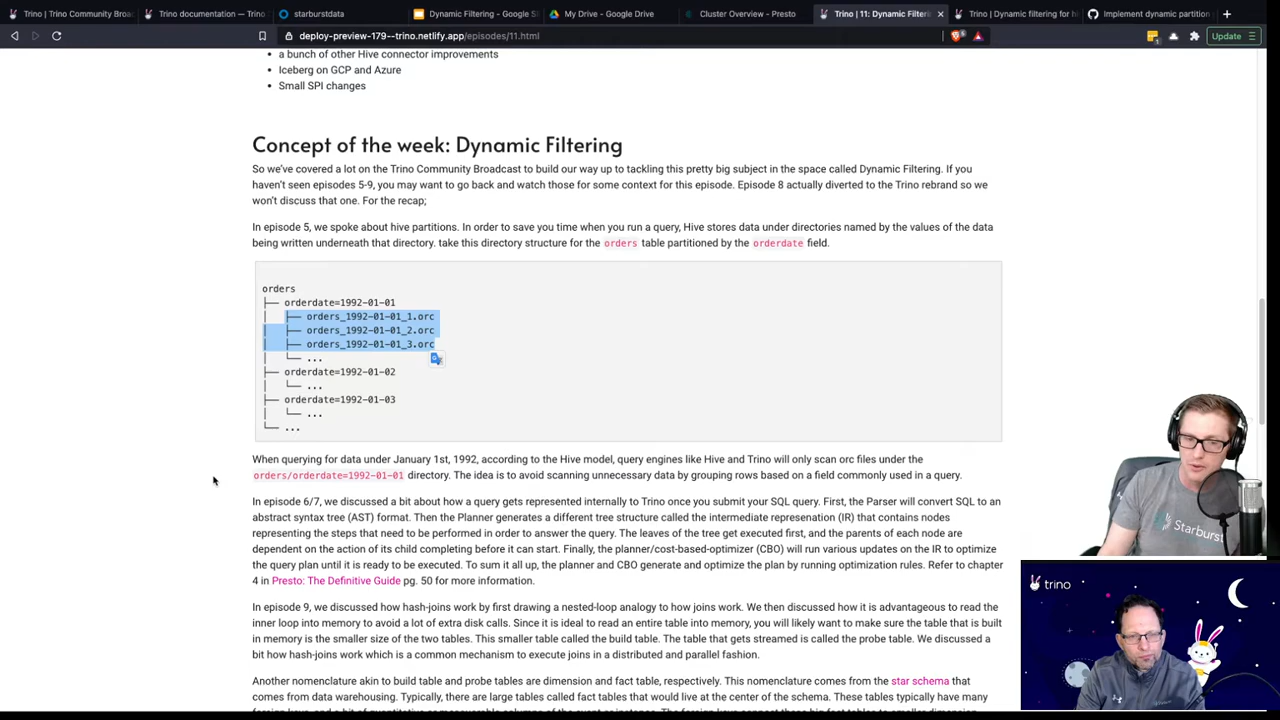 Trino | Trino Community Broad
Trino documentation — Trino
starburstdata
Dynamic Filtering - Google S
My Drive - Google Drive
Cluster Overview - Presto
Trino | 11: Dynamic Filterin
Trino | Dynamic filtering for h
Implement dynamic partition
deploy-preview-179--trino.netlify.app/episodes/11.html
Update
a bunch of other Hive connector improvements
Iceberg on GCP and Azure
Small SPI changes
Concept of the week: Dynamic Filtering
So we've covered a lot on the Trino Community Broadcast to build our way up to tackling this pretty big subject in the space called Dynamic Filtering. If you
haven't seen episodes 5-9, you may want to go back and watch those for some context for this episode. Episode 8 actually diverted to the Trino rebrand so we
won't discuss that one. For the recap;
In episode 5, we spoke about hive partitions. In order to save you time when you run a query, Hive stores data under directories named by the values of the data
being written underneath that directory. take this directory structure for the orders table partitioned by the orderdate field.
orders
├── orderdate=1992-01-01
│   ├── orders_1992-01-01_1.orc
│   ├── orders_1992-01-01_2.orc
│   ├── orders_1992-01-01_3.orc
│   └── ...
├── orderdate=1992-01-02
│   └── ...
├── orderdate=1992-01-03
│   └── ...
└── ...
When querying for data under January 1st, 1992, according to the Hive model, query engines like Hive and Trino will only scan orc files under the
orders/orderdate=1992-01-01 directory. The idea is to avoid scanning unnecessary data by grouping rows based on a field commonly used in a query.
In episode 6/7, we discussed a bit about how a query gets represented internally to Trino once you submit your SQL query. First, the Parser will convert SQL to an
abstract syntax tree (AST) format. Then the Planner generates a different tree structure called the intermediate represenation (IR) that contains nodes
representing the steps that need to be performed in order to answer the query. The leaves of the tree get executed first, and the parents of each node are
dependent on the action of its child completing before it can start. Finally, the planner/cost-based-optimizer (CBO) will run various updates on the IR to optimize
the query plan until it is ready to be executed. To sum it all up, the planner and CBO generate and optimize the plan by running optimization rules. Refer to chapter
4 in Presto: The Definitive Guide pg. 50 for more information.
In episode 9, we discussed how hash-joins work by first drawing a nested-loop analogy to how joins work. We then discussed how it is advantageous to read the
inner loop into memory to avoid a lot of extra disk calls. Since it is ideal to read an entire table into memory, you will likely want to make sure the table that is built
in memory is the smaller size of the two tables. This smaller table called the build table. The table that gets streamed is called the probe table. We discussed a
bit how hash-joins work which is a common mechanism to execute joins in a distributed and parallel fashion.
Another nomenclature akin to build table and probe tables are dimension and fact table, respectively. This nomenclature comes from the star schema that
comes from data warehousing. Typically, there are large tables called fact tables that would live at the center of the schema. These tables typically have many
Starburst
trino